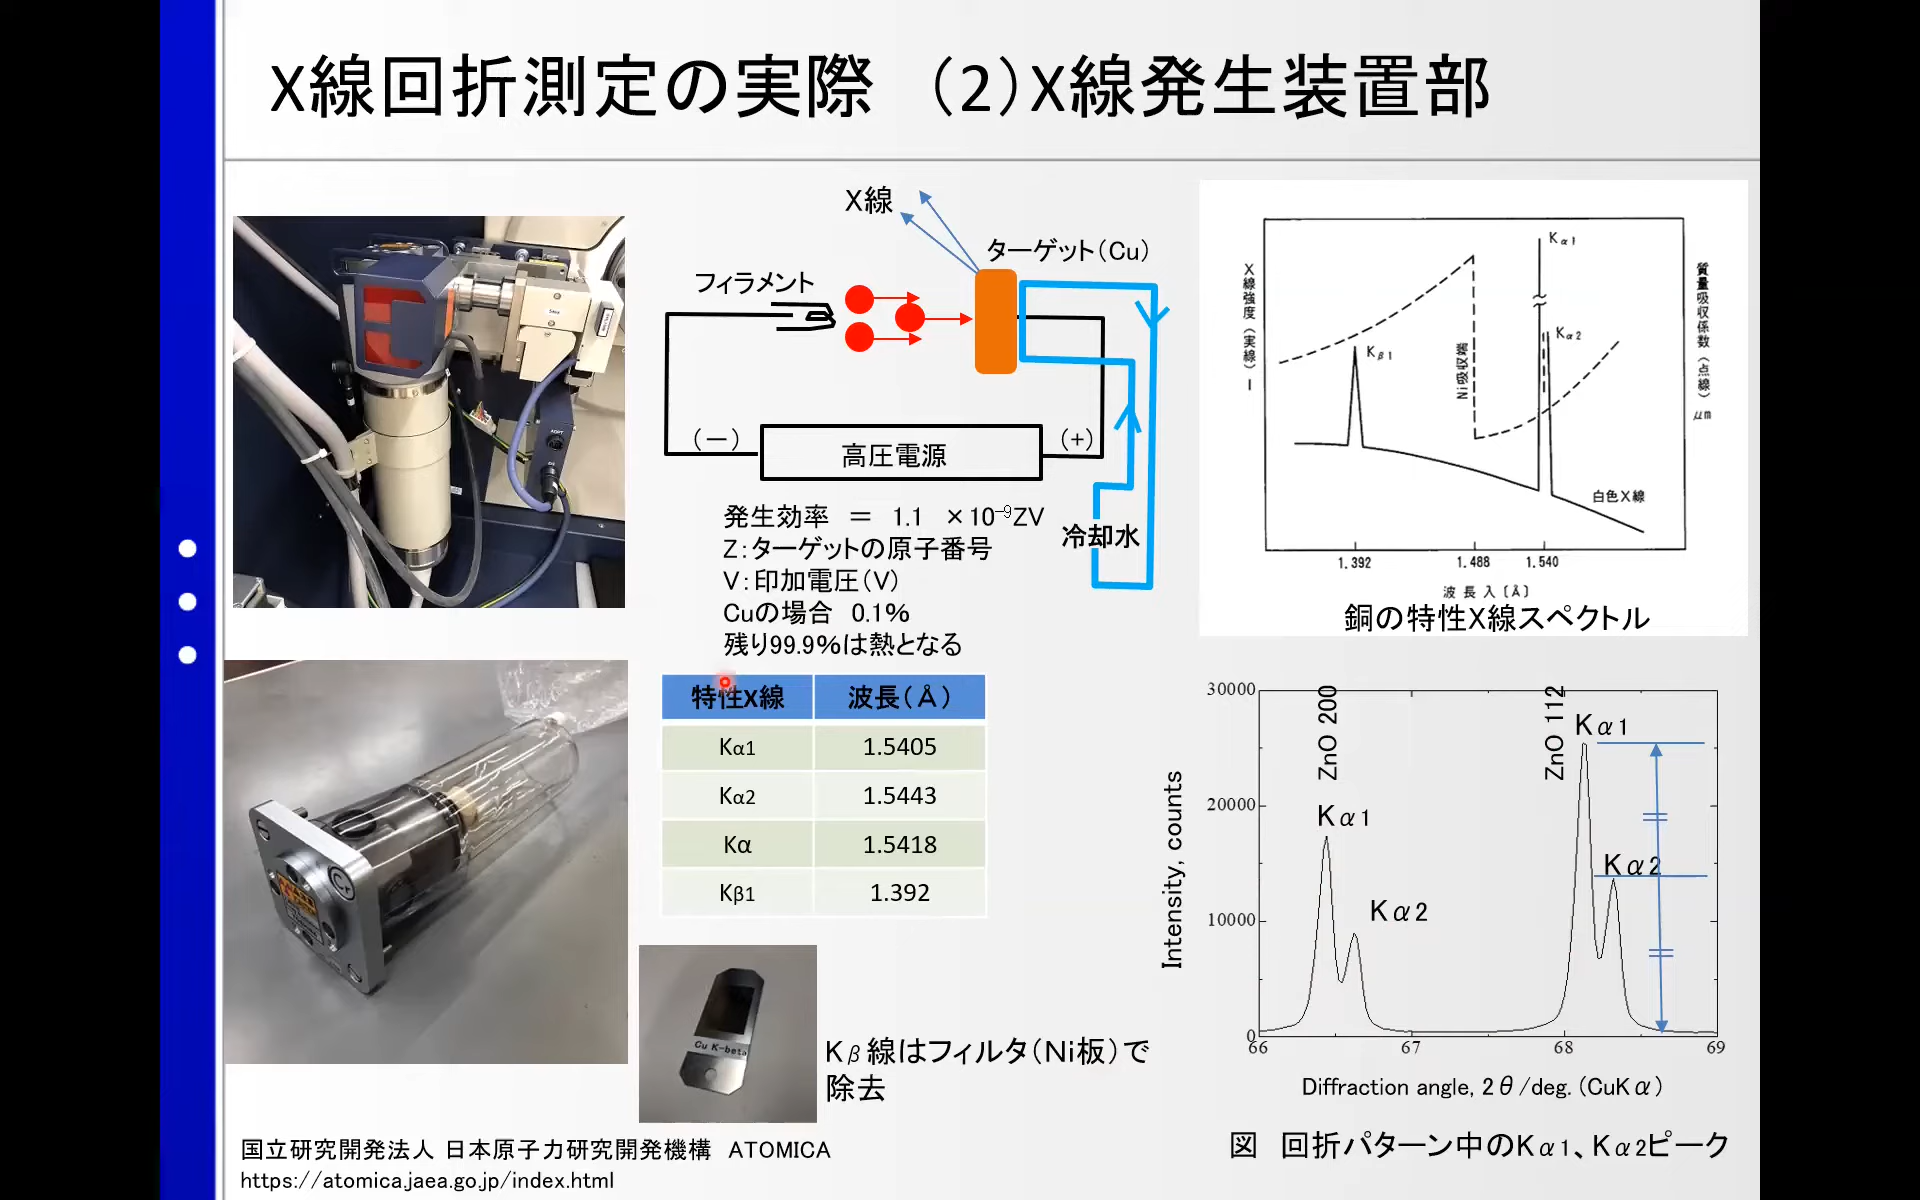 X線回折測定の実際　（2）X線発生装置部
X線
ターゲット（Cu）
フィラメント
（－）
高圧電源
（+）
冷却水
発生効率　＝　1.1　×10⁻⁹ZV
Z：ターゲットの原子番号
V：印加電圧（V）
Cuの場合　0.1%
残り99.9%は熱となる
特性X線　波長（Å）
Kα1　1.5405
Kα2　1.5443
Kα　1.5418
Kβ1　1.392
Cr
Cu K-beta
Kβ線はフィルタ（Ni板）で
除去
国立研究開発法人 日本原子力研究開発機構　ATOMICA
https://atomica.jaea.go.jp/index.html
X線強度（実線）I
質量吸収係数（点線）μm
Kα1
Kα2
Kβ1
Ni吸収端
白色X線
1.392　1.488　1.540
波長 λ〔Å〕
銅の特性X線スペクトル
30000
20000
10000
0
66　67　68　69
Intensity, counts
ZnO 200
Kα1
Kα2
ZnO 112
Kα1
Kα2
Diffraction angle, 2θ/deg.（CuKα）
図　回折パターン中のKα1、Kα2ピーク